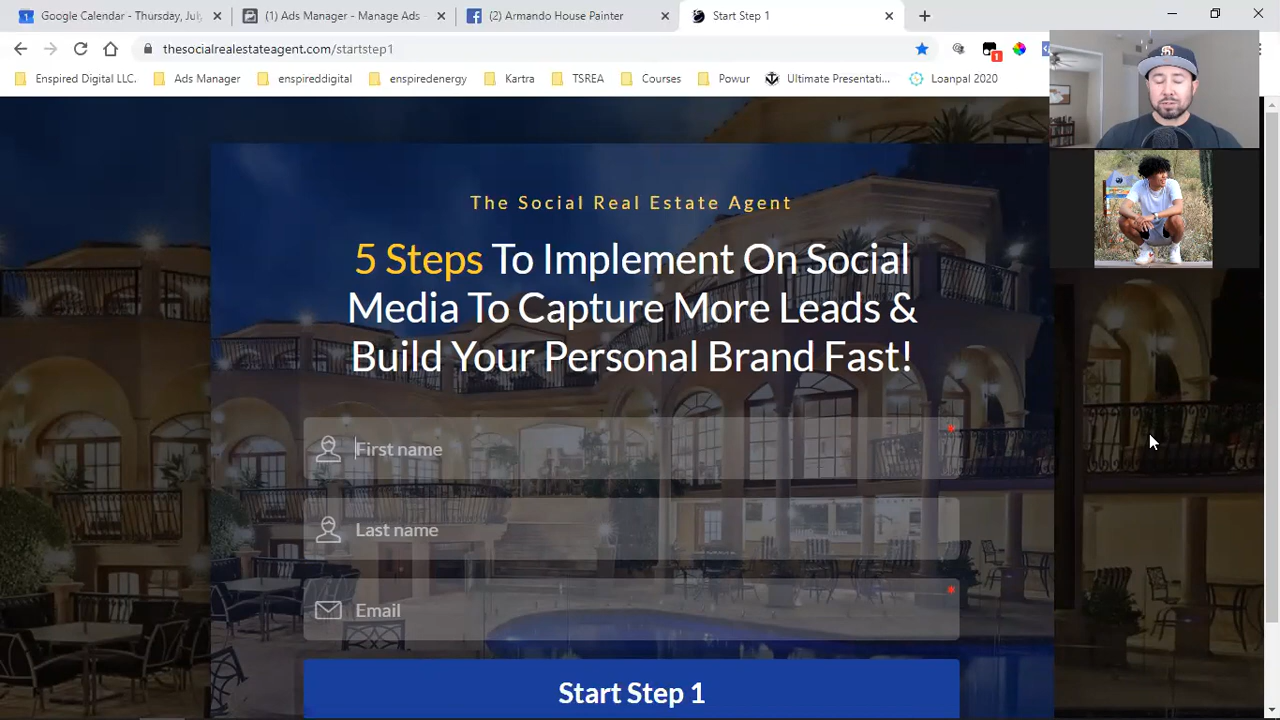 Google Calendar - Thursday, July
(1) Ads Manager - Manage Ads
(2) Armando House Painter
Start Step 1
thesocialrealestateagent.com/startstep1
1
Enspired Digital LLC.
Ads Manager
enspireddigital
enspiredenergy
Kartra
TSREA
Courses
Powur
Ultimate Presentati...
Loanpal 2020
The Social Real Estate Agent
5 Steps To Implement On Social
Media To Capture More Leads &
Build Your Personal Brand Fast!
First name
*
Last name
Email
*
Start Step 1